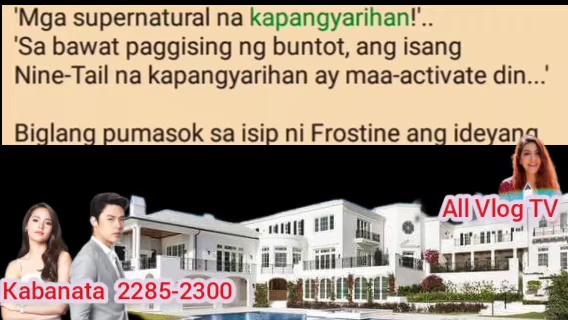 'Mga supernatural na kapangyarihan!'..
'Sa bawat paggising ng buntot, ang isang
Nine-Tail na kapangyarihan ay maa-activate din...'
Biglang pumasok sa isip ni Frostine ang ideyang
All Vlog TV
Kabanata 2285-2300